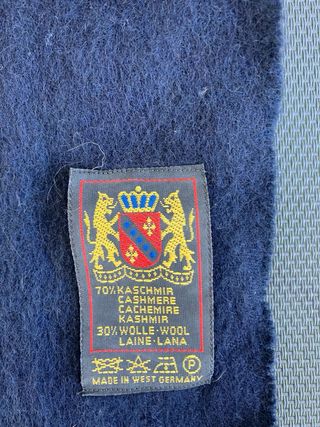 70% KASCHMIR
CASHMERE
CACHEMIRE
KASHMIR
30% WOLLE·WOOL
LAINE·LANA
P
MADE IN WEST GERMANY